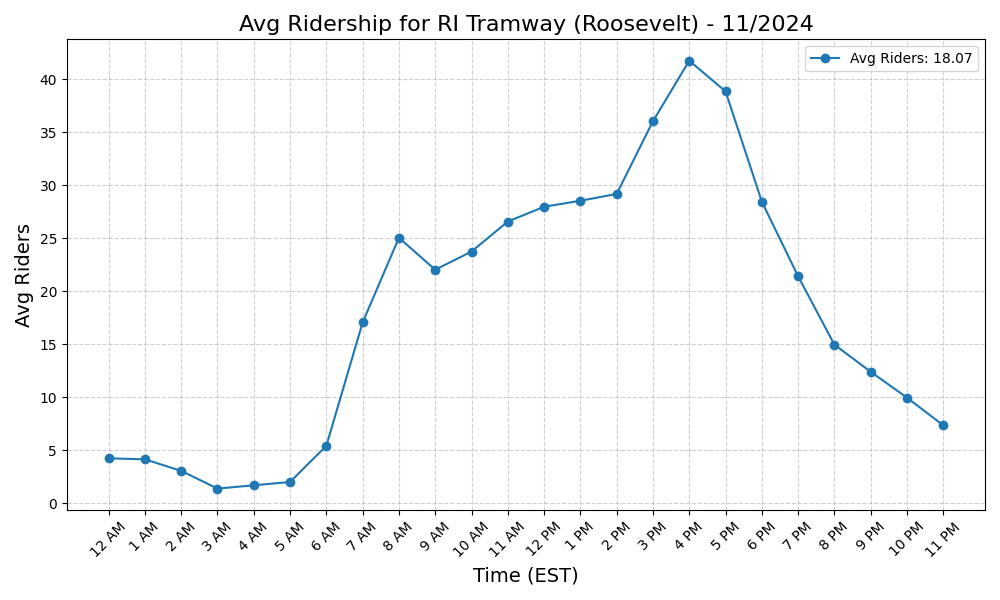 Avg Ridership for RI Tramway (Roosevelt) - 11/2024
Avg Riders: 18.07
Avg Riders
40
35
30
25
20
15
10
5
0
12 AM
1 AM
2 AM
3 AM
4 AM
5 AM
6 AM
7 AM
8 AM
9 AM
10 AM
11 AM
12 PM
1 PM
2 PM
3 PM
4 PM
5 PM
6 PM
7 PM
8 PM
9 PM
10 PM
11 PM
Time (EST)